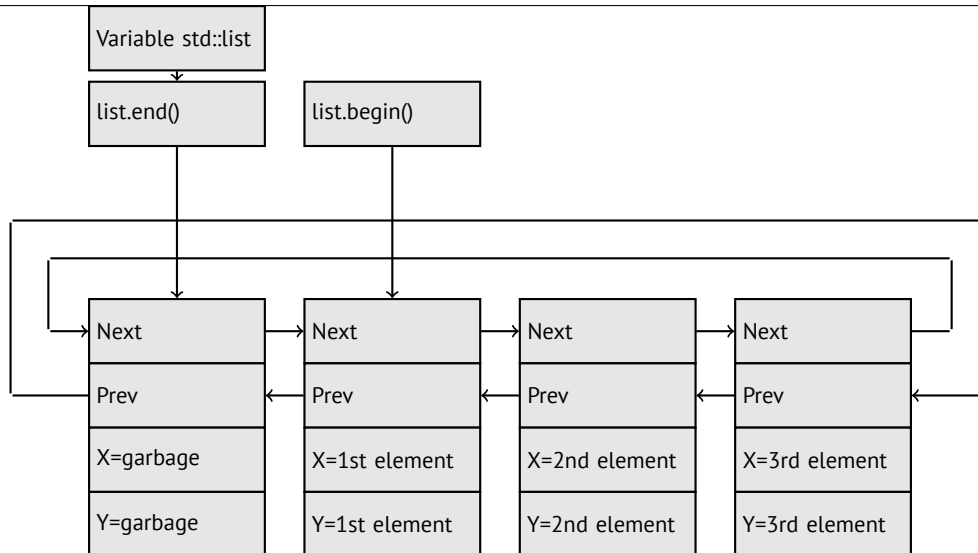 Variable std::list
list.end()
list.begin()
Next
Next
Next
Next
Prev
Prev
Prev
Prev
X=garbage
X=1st element
X=2nd element
X=3rd element
Y=garbage
Y=1st element
Y=2nd element
Y=3rd element